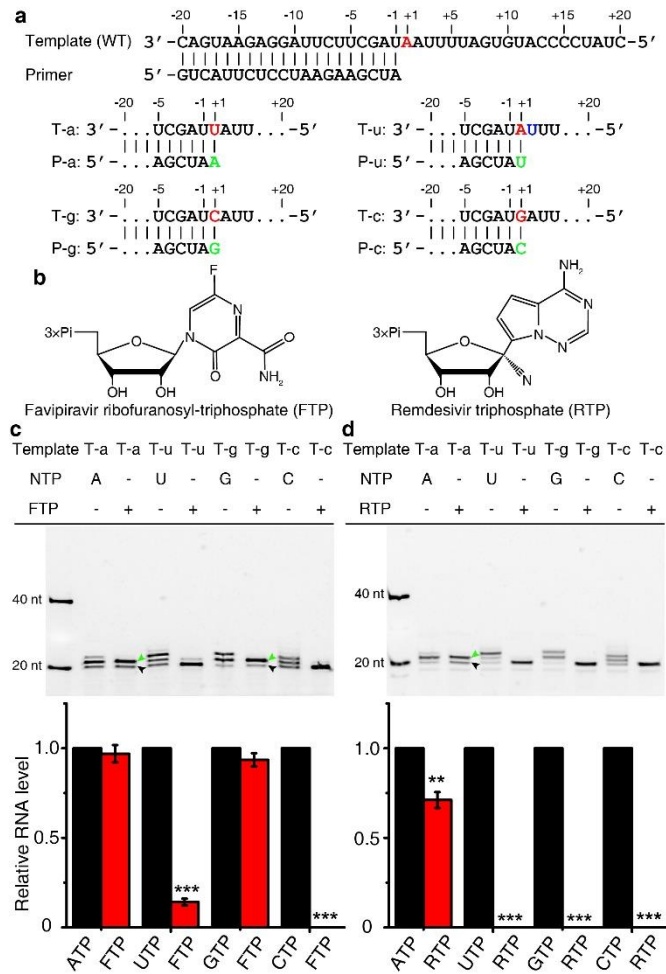 a
-20 -15 -10 -5 -1 +1 +5 +10 +15 +20
Template (WT) 3′-CAGUAAGAGGAUUCUUCGAUAAUUUUAGUGUACCCCUAUC-5′
Primer 5′-GUCAUUCUCCUAAGAAGCUA
-20 -5 -1 +1 +20
T-a: 3′-...UCGAUUAUU...-5′
P-a: 5′-...AGCUAA
-20 -5 -1 +1 +20
T-u: 3′-...UCGAUAUUU...-5′
P-u: 5′-...AGCUAU
-20 -5 -1 +1 +20
T-g: 3′-...UCGAUCAUU...-5′
P-g: 5′-...AGCUAG
-20 -5 -1 +1 +20
T-c: 3′-...UCGAUGAUU...-5′
P-c: 5′-...AGCUAC
b
F
N
N
O
NH2
O
O
3×Pi
OH OH
Favipiravir ribofuranosyl-triphosphate (FTP)
NH2
N
N
N
O
3×Pi
N
OH OH
Remdesivir triphosphate (RTP)
c
Template T-a T-a T-u T-u T-g T-g T-c T-c
NTP A - U - G - C -
FTP - + - + - + - +
40 nt
20 nt
Relative RNA level
1.0
0.5
0
***
***
ATP FTP UTP FTP GTP FTP CTP FTP
d
Template T-a T-a T-u T-u T-g T-g T-c T-c
NTP A - U - G - C -
RTP - + - + - + - +
40 nt
20 nt
1.0
0.5
0
**
***
***
***
ATP RTP UTP RTP GTP RTP CTP RTP